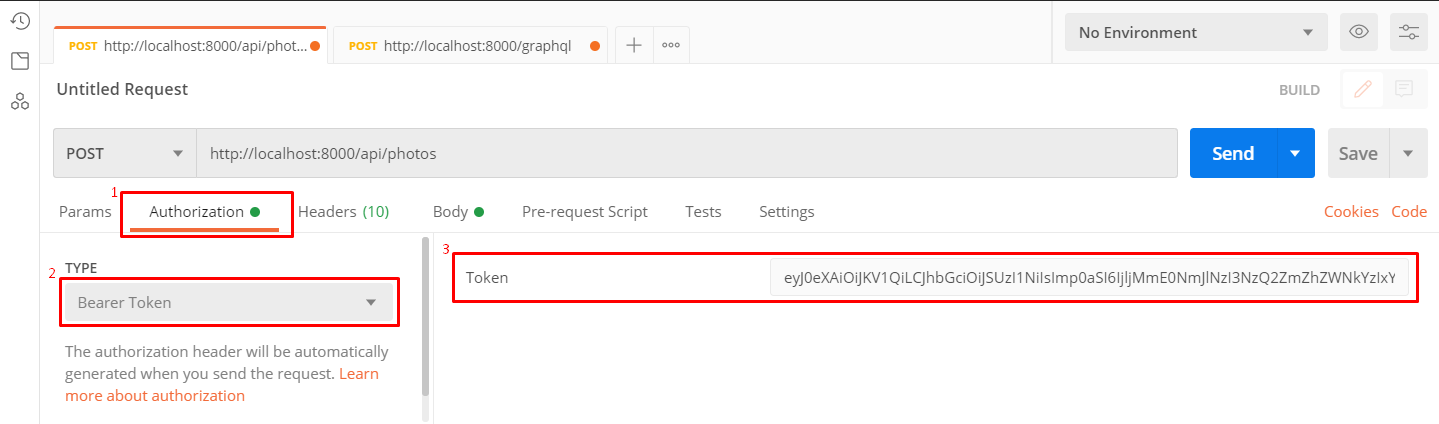 POST http://localhost:8000/api/phot...
POST http://localhost:8000/graphql
No Environment
Untitled Request
BUILD
POST
http://localhost:8000/api/photos
Send
Save
1
Params
Authorization
Headers (10)
Body
Pre-request Script
Tests
Settings
Cookies
Code
2
TYPE
Bearer Token
The authorization header will be automatically
generated when you send the request. Learn
more about authorization
3
Token
eyJ0eXAiOiJKV1QiLCJhbGciOiJSUzI1NiIsImp0aSI6IjljMmE0NmJlNzI3NzQ2ZmZhZWNkYzIxY